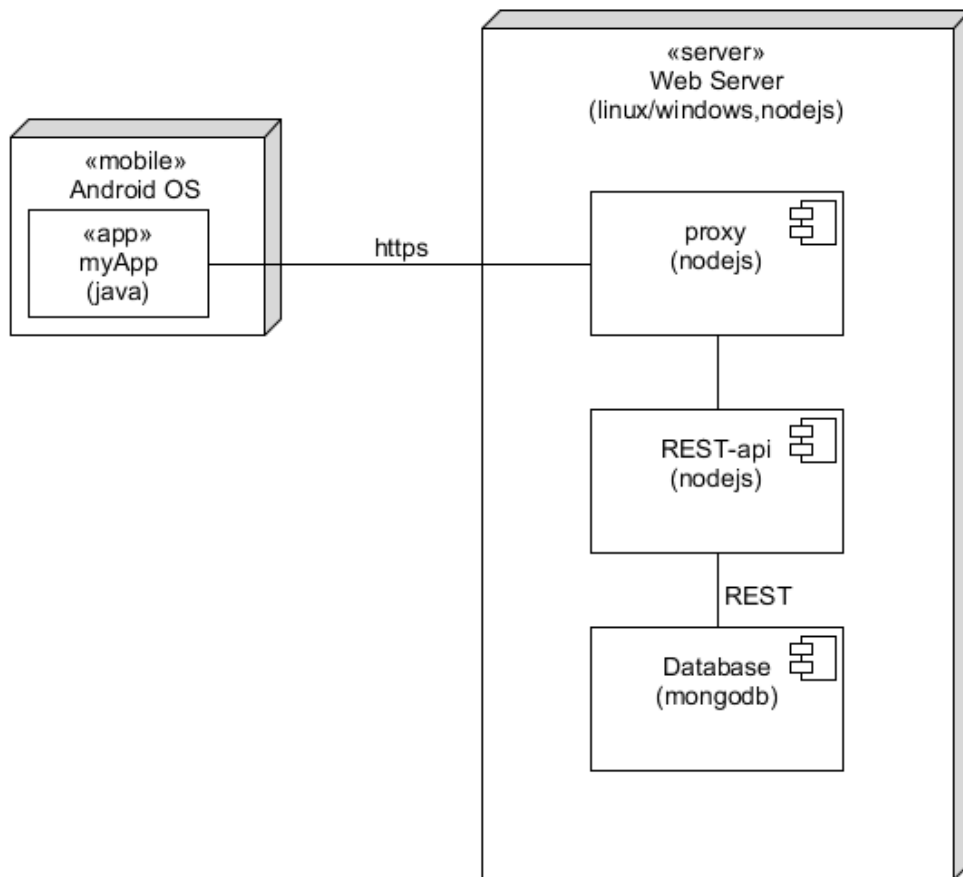 «server»
Web Server
(linux/windows,nodejs)
«mobile»
Android OS
«app»
myApp
(java)
https
proxy
(nodejs)
REST-api
(nodejs)
REST
Database
(mongodb)